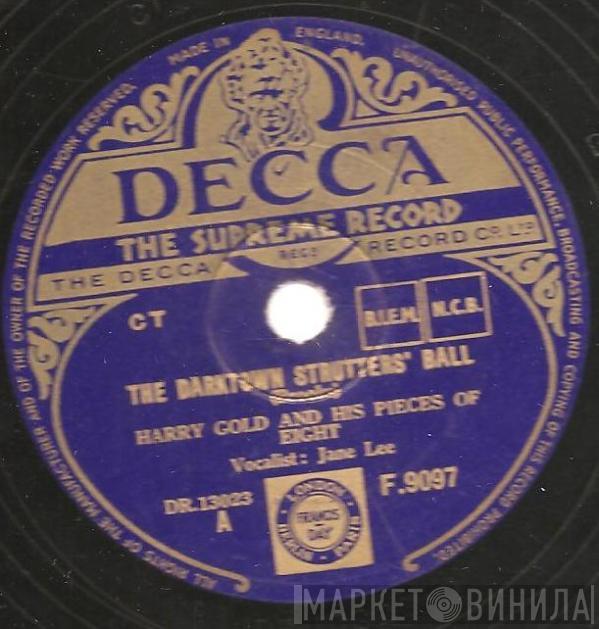 ALL RIGHTS OF THE MANUFACTURER AND OF THE OWNER OF THE RECORDED WORK RESERVED.
MADE IN ENGLAND.
UNAUTHORISED PUBLIC PERFORMANCE, BROADCASTING AND COPYING OF THIS RECORD PROHIBITED.
DECCA
THE SUPREME RECORD
REGD
THE DECCA RECORD CO. LTD
CT
B.I.E.M. N.C.B.
THE DARKTOWN STRUTTERS' BALL
HARRY GOLD AND HIS PIECES OF
EIGHT
Vocalist: Jane Lee
DR.13023
A
F.9097
LONDON
FRANCIS
DAY
BERLIN PARIS
МАРКЕТ ВИНИЛА